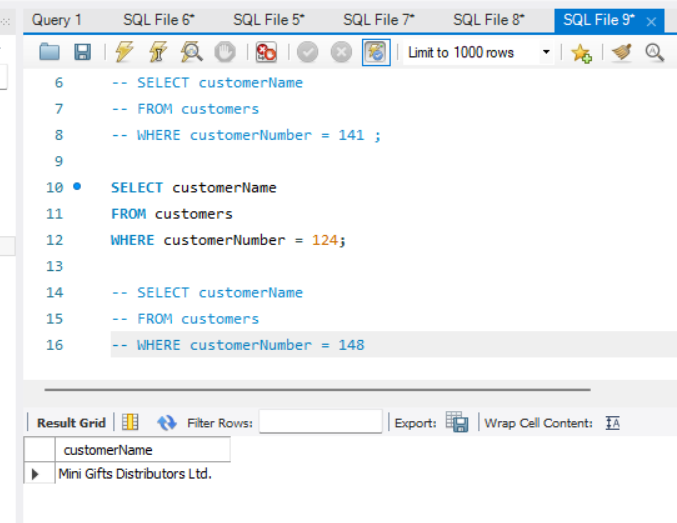 Query 1 SQL File 6* SQL File 5* SQL File 7* SQL File 8* SQL File 9* ×
Limit to 1000 rows
6 -- SELECT customerName
7 -- FROM customers
8 -- WHERE customerNumber = 141 ;
9
10 SELECT customerName
11 FROM customers
12 WHERE customerNumber = 124;
13
14 -- SELECT customerName
15 -- FROM customers
16 -- WHERE customerNumber = 148
Result Grid Filter Rows: Export: Wrap Cell Content: IA
customerName
Mini Gifts Distributors Ltd.